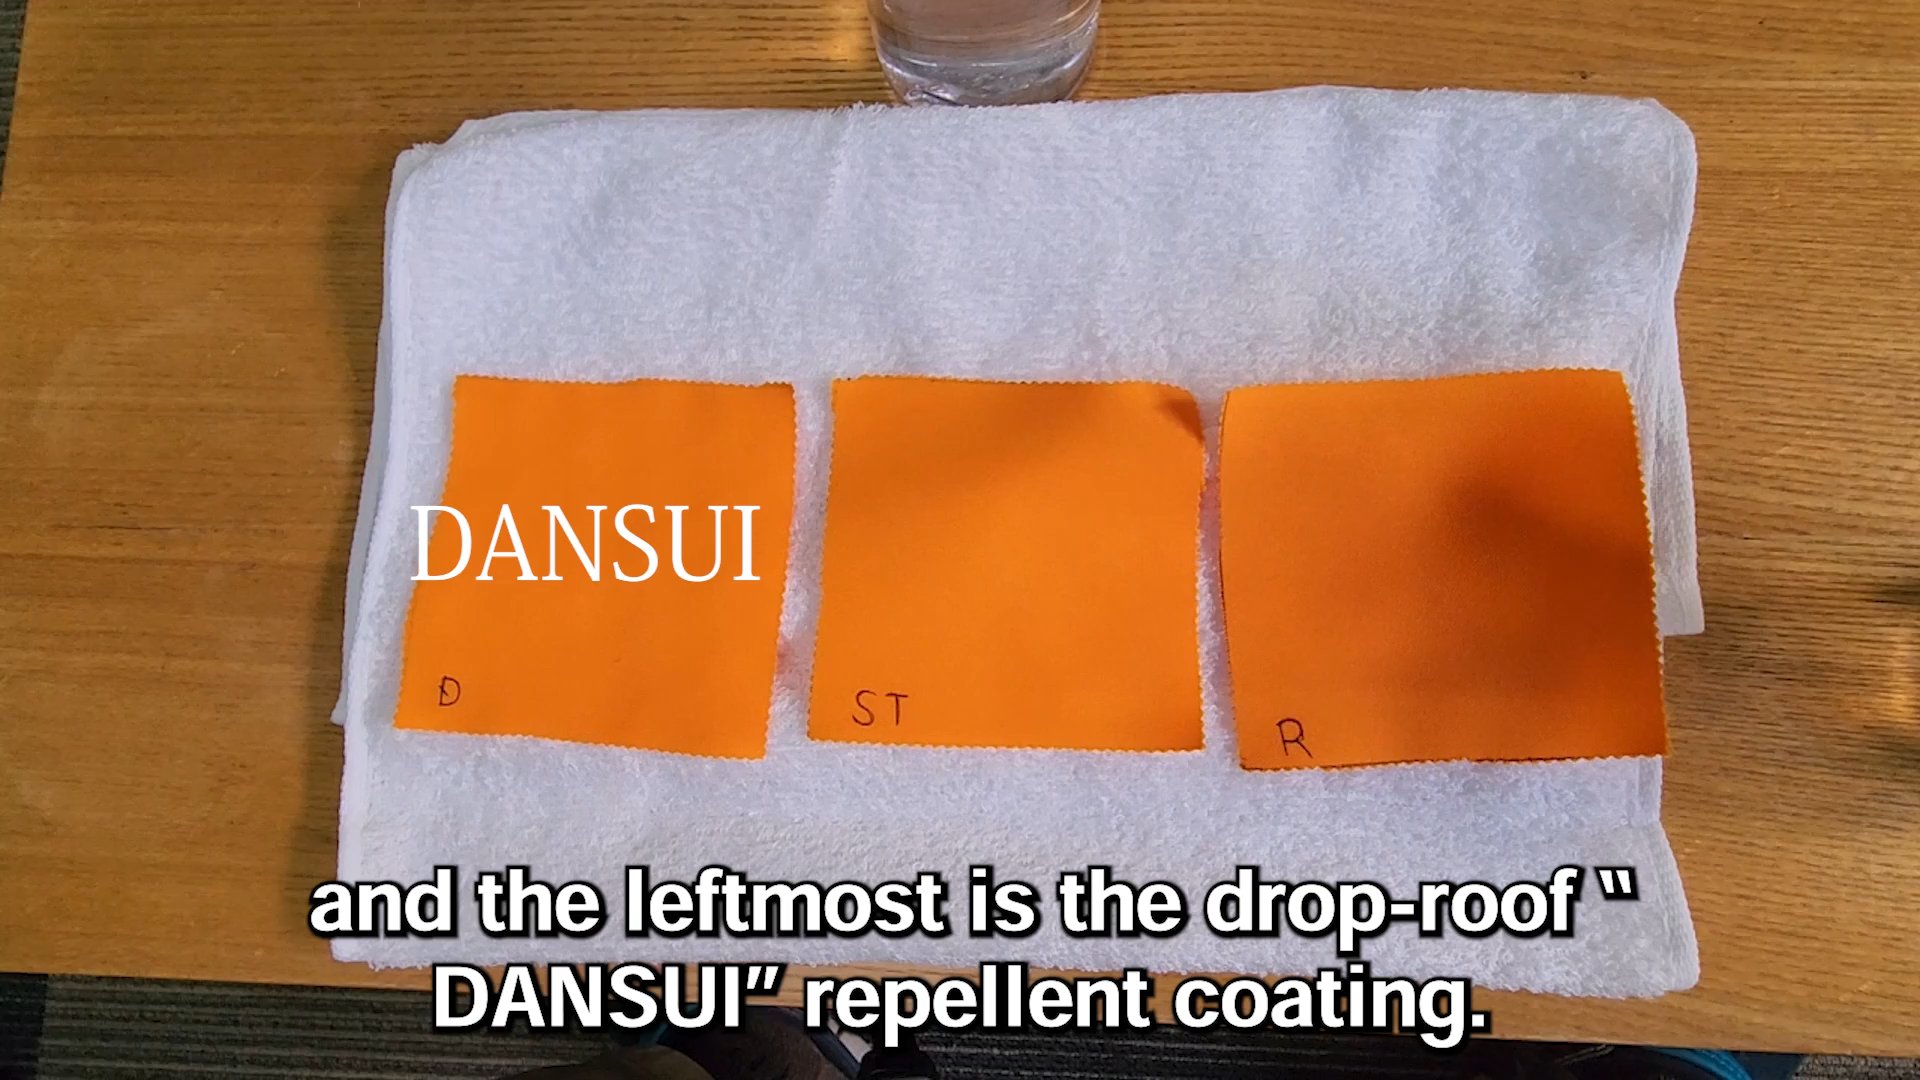 DANSUI
D
ST
R
and the leftmost is the drop-roof “
DANSUI” repellent coating.